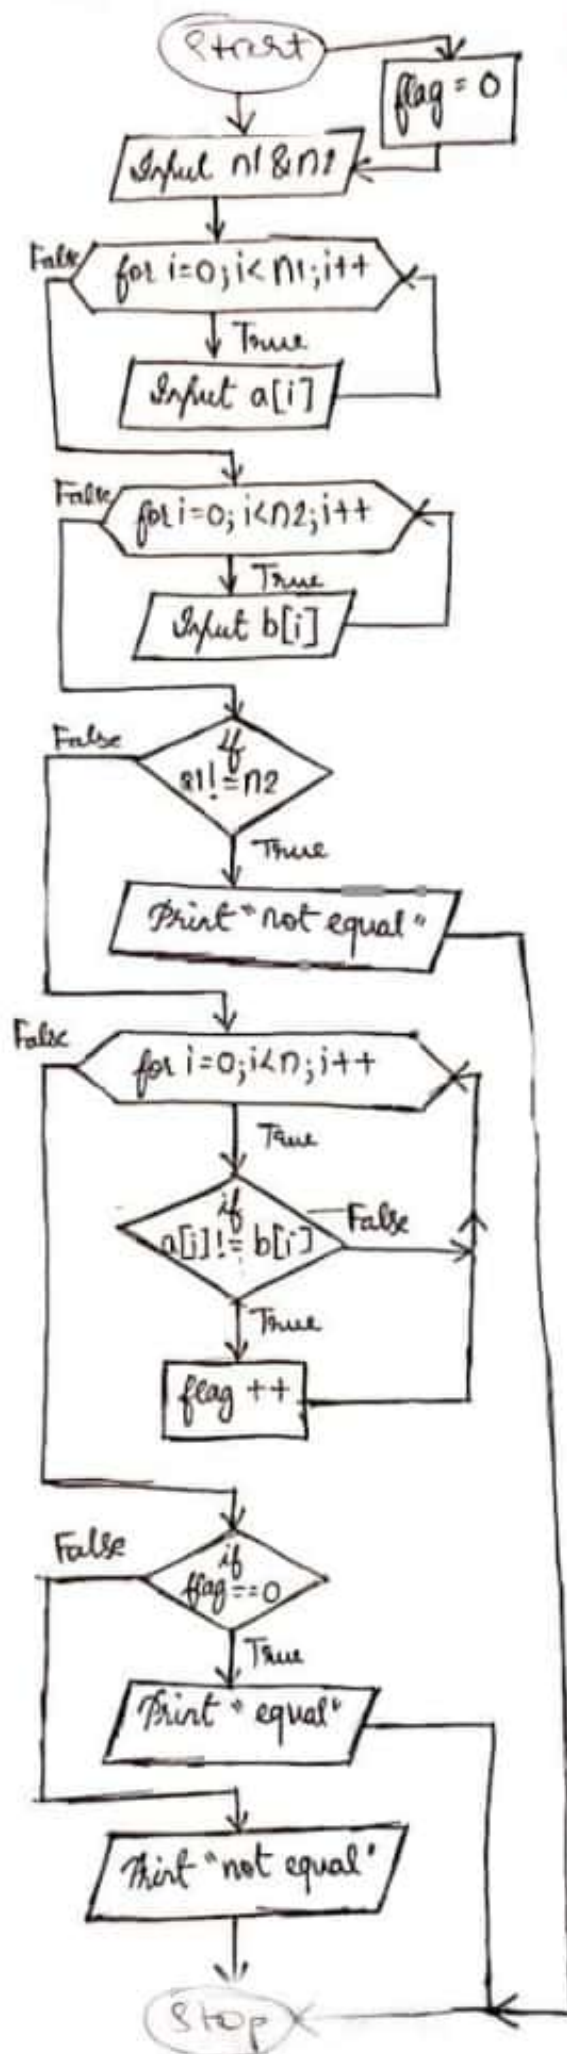 Start
flag = 0
Input n1 & n2
False
for i=0; i< n1; i++
True
Input a[i]
False
for i=0; i<n2; i++
True
Input b[i]
False
if
n1! = n2
True
Print "not equal"
False
for i=0; i<n; i++
True
if
a[i]!= b[i]
False
True
flag ++
False
if
flag==0
True
Print "equal"
Print "not equal"
Stop